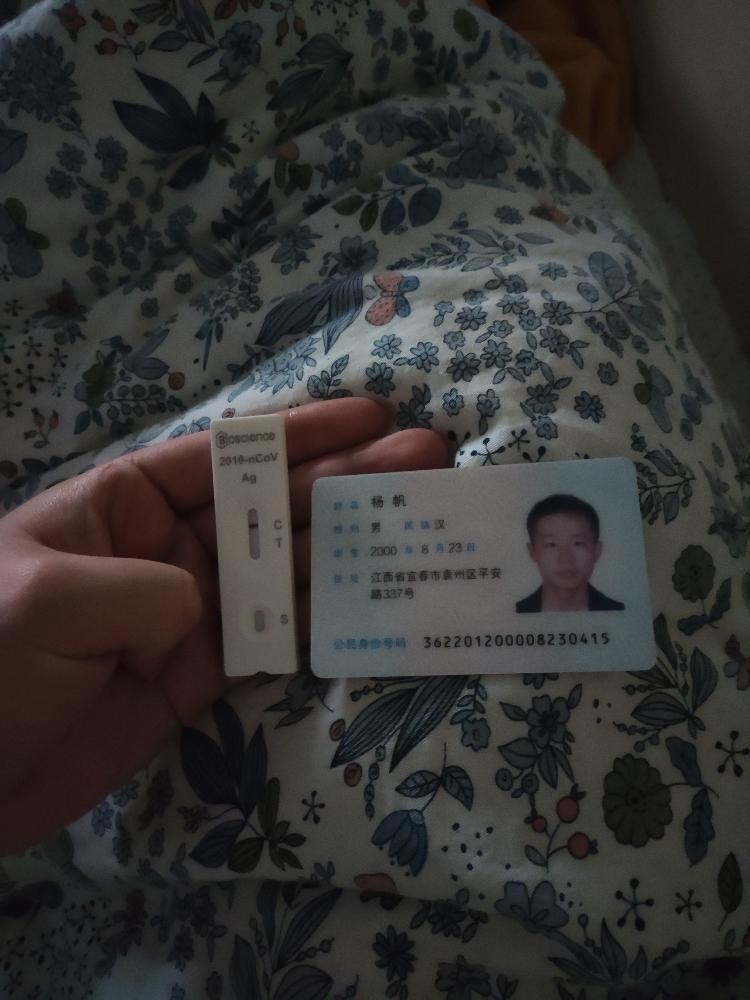 Bioscience
2019-nCoV
Ag
C
T
S
姓名 杨帆
性别 男 民族 汉
出生 2000 年 8 月 23 日
住址 江西省宜春市袁州区平安
路337号
公民身份号码 362201200008230415